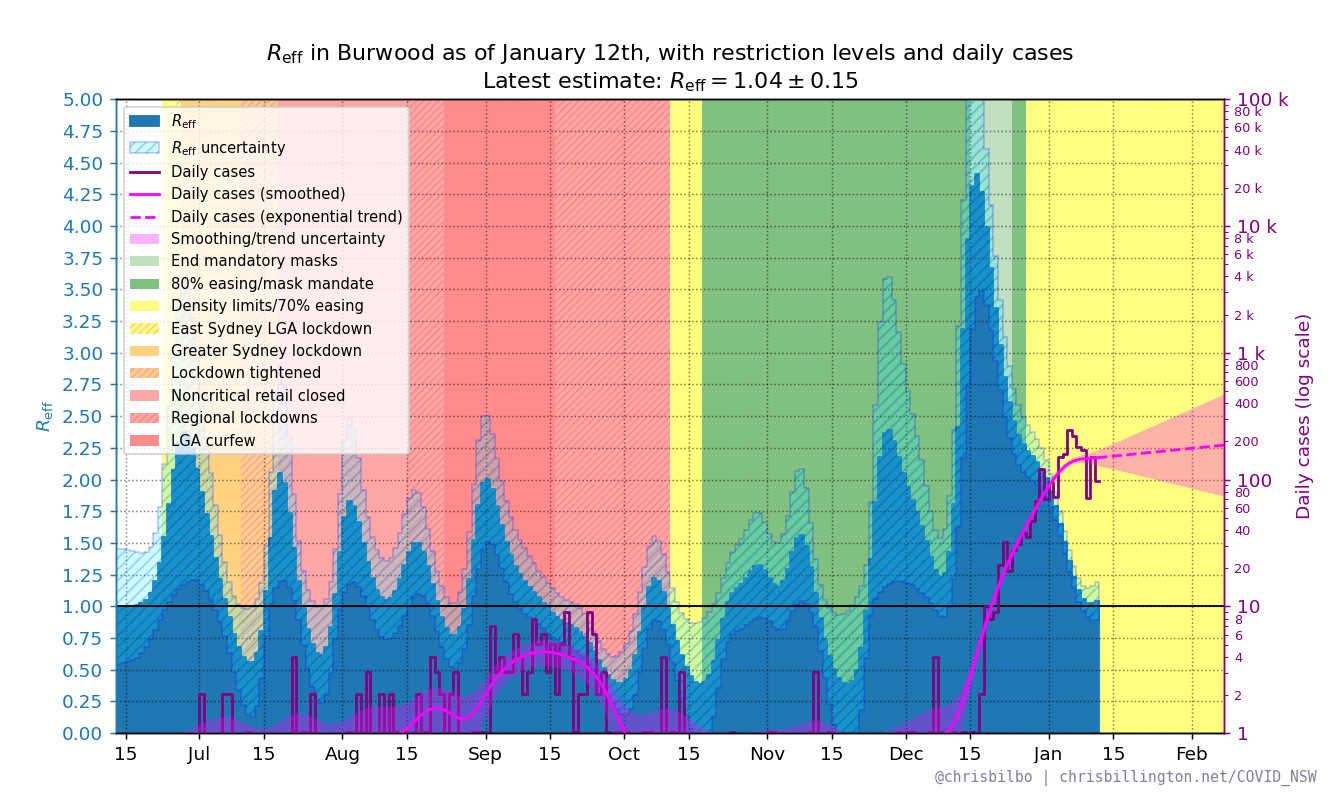 Reff in Burwood as of January 12th, with restriction levels and daily cases
Latest estimate: Reff = 1.04 ± 0.15
Reff
Reff uncertainty
Daily cases
Daily cases (smoothed)
Daily cases (exponential trend)
Smoothing/trend uncertainty
End mandatory masks
80% easing/mask mandate
Density limits/70% easing
East Sydney LGA lockdown
Greater Sydney lockdown
Lockdown tightened
Noncritical retail closed
Regional lockdowns
LGA curfew
Reff
5.00
4.75
4.50
4.25
4.00
3.75
3.50
3.25
3.00
2.75
2.50
2.25
2.00
1.75
1.50
1.25
1.00
0.75
0.50
0.25
0.00
100 k
80 k
60 k
40 k
20 k
10 k
8 k
6 k
4 k
2 k
1 k
800
600
400
200
100
80
60
40
20
10
8
6
4
2
1
Daily cases (log scale)
15 Jul 15 Aug 15 Sep 15 Oct 15 Nov 15 Dec 15 Jan 15 Feb
@chrisbilbo | chrisbillington.net/COVID_NSW